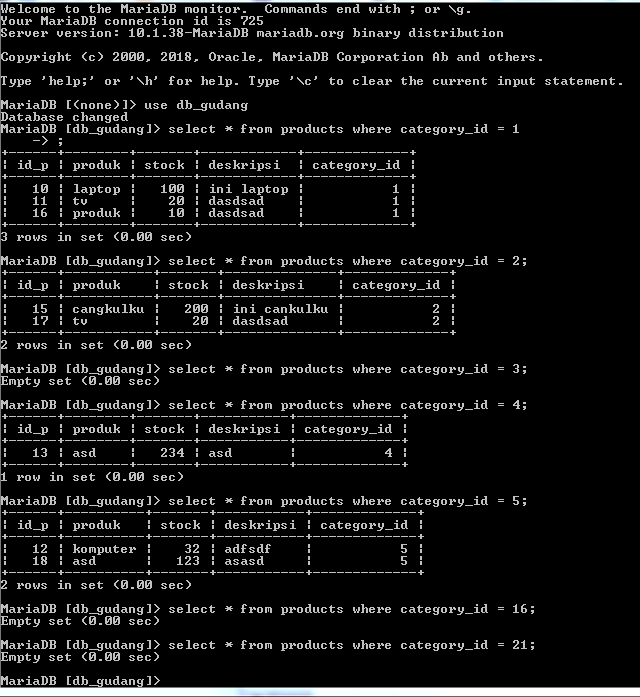 Welcome to the MariaDB monitor.  Commands end with ; or \g.
Your MariaDB connection id is 725
Server version: 10.1.38-MariaDB mariadb.org binary distribution

Copyright (c) 2000, 2018, Oracle, MariaDB Corporation Ab and others.

Type 'help;' or '\h' for help. Type '\c' to clear the current input statement.

MariaDB [(none)]> use db_gudang
Database changed
MariaDB [db_gudang]> select * from products where category_id = 1
    -> ;
+------+---------+-------+------------+-------------+
| id_p | produk  | stock | deskripsi  | category_id |
+------+---------+-------+------------+-------------+
|   10 | laptop  |   100 | ini laptop |           1 |
|   11 | tv      |    20 | dasdsad    |           1 |
|   16 | produk  |    10 | dasdsad    |           1 |
+------+---------+-------+------------+-------------+
3 rows in set (0.00 sec)

MariaDB [db_gudang]> select * from products where category_id = 2;
+------+-----------+-------+--------------+-------------+
| id_p | produk    | stock | deskripsi    | category_id |
+------+-----------+-------+--------------+-------------+
|   15 | cangkulku |   200 | ini cankulku |           2 |
|   17 | tv        |    20 | dasdsad      |           2 |
+------+-----------+-------+--------------+-------------+
2 rows in set (0.00 sec)

MariaDB [db_gudang]> select * from products where category_id = 3;
Empty set (0.00 sec)

MariaDB [db_gudang]> select * from products where category_id = 4;
+------+--------+-------+-----------+-------------+
| id_p | produk | stock | deskripsi | category_id |
+------+--------+-------+-----------+-------------+
|   13 | asd    |   234 | asd       |           4 |
+------+--------+-------+-----------+-------------+
1 row in set (0.00 sec)

MariaDB [db_gudang]> select * from products where category_id = 5;
+------+----------+-------+-----------+-------------+
| id_p | produk   | stock | deskripsi | category_id |
+------+----------+-------+-----------+-------------+
|   12 | komputer |    32 | adfsdf    |           5 |
|   18 | asd      |   123 | asasd     |           5 |
+------+----------+-------+-----------+-------------+
2 rows in set (0.00 sec)

MariaDB [db_gudang]> select * from products where category_id = 16;
Empty set (0.00 sec)

MariaDB [db_gudang]> select * from products where category_id = 21;
Empty set (0.00 sec)

MariaDB [db_gudang]>